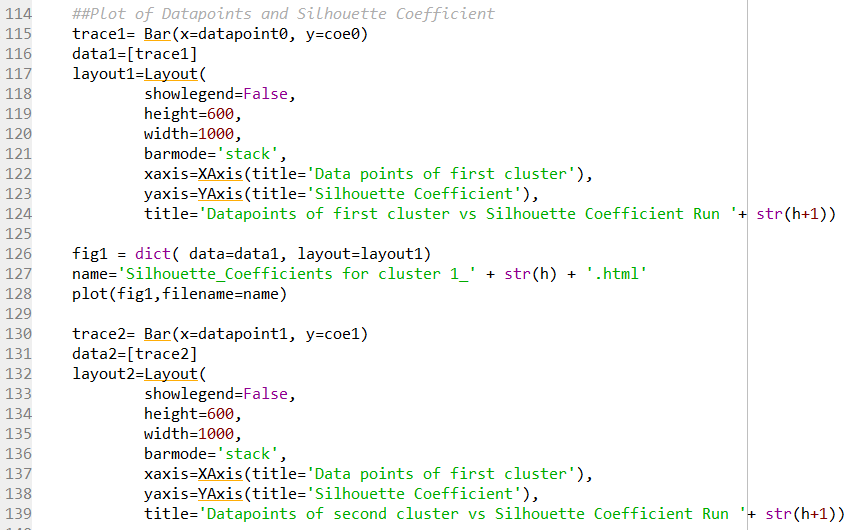 114 ##Plot of Datapoints and Silhouette Coefficient
115 trace1= Bar(x=datapoint0, y=coe0)
116 data1=[trace1]
117 layout1=Layout(
118 showlegend=False,
119 height=600,
120 width=1000,
121 barmode='stack',
122 xaxis=XAxis(title='Data points of first cluster'),
123 yaxis=YAxis(title='Silhouette Coefficient'),
124 title='Datapoints of first cluster vs Silhouette Coefficient Run '+ str(h+1))
125
126 fig1 = dict( data=data1, layout=layout1)
127 name='Silhouette_Coefficients for cluster 1_' + str(h) + '.html'
128 plot(fig1,filename=name)
129
130 trace2= Bar(x=datapoint1, y=coe1)
131 data2=[trace2]
132 layout2=Layout(
133 showlegend=False,
134 height=600,
135 width=1000,
136 barmode='stack',
137 xaxis=XAxis(title='Data points of first cluster'),
138 yaxis=YAxis(title='Silhouette Coefficient'),
139 title='Datapoints of second cluster vs Silhouette Coefficient Run '+ str(h+1))